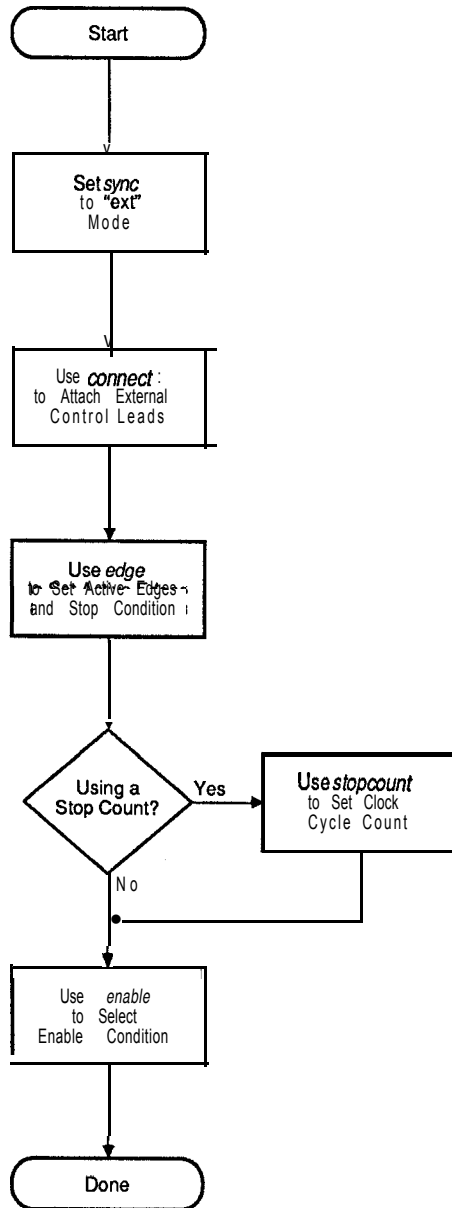 Start
Set sync
to "ext"
Mode
Use connect :
to Attach External
Control Leads
Use edge
to Set Active Edges
and Stop Condition
Using a
Stop Count?
Yes
Use stopcount
to Set Clock
Cycle Count
No
Use enable
to Select
Enable Condition
Done